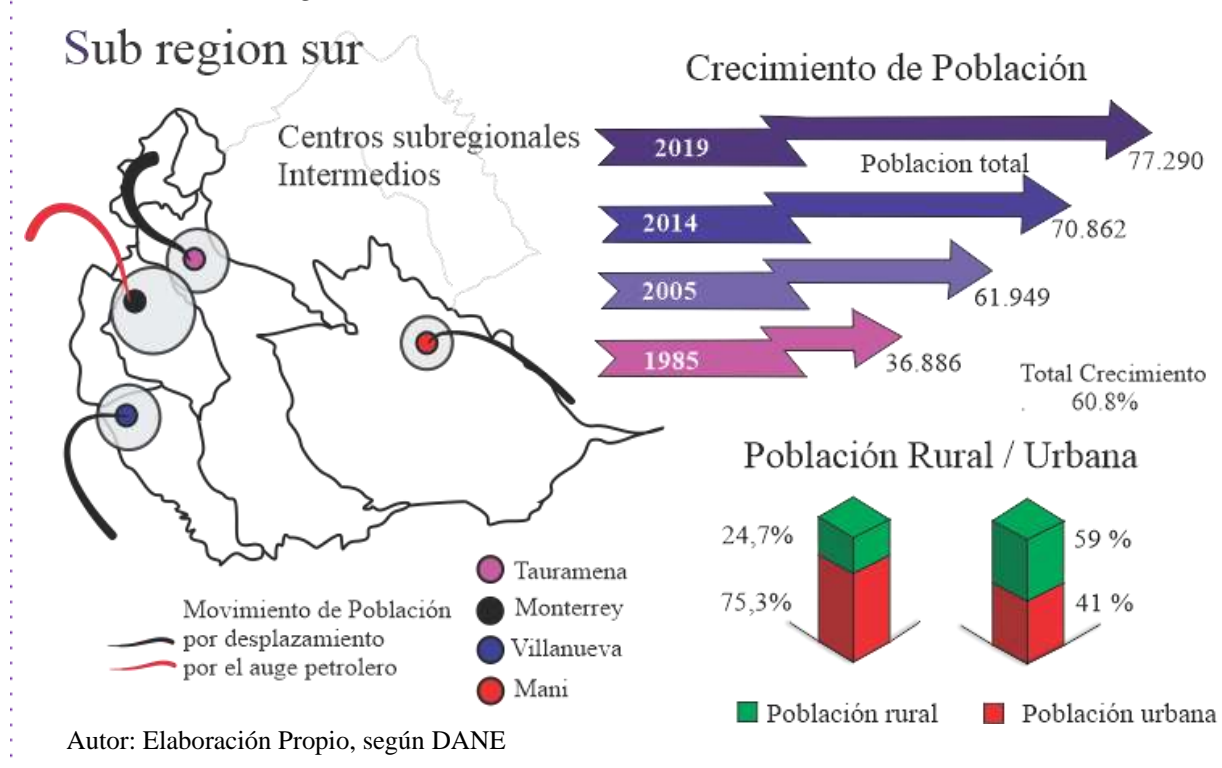 Sub region sur
Centros subregionales
Intermedios
Crecimiento de Población
2019
77.290
Poblacion total
2014
70.862
2005
61.949
1985
36.886
Total Crecimiento
. 60.8%
Población Rural / Urbana
24,7%
75,3%
59 %
41 %
Población rural
Población urbana
Tauramena
Monterrey
Villanueva
Mani
Movimiento de Población
por desplazamiento
por el auge petrolero
Autor: Elaboración Propio, según DANE